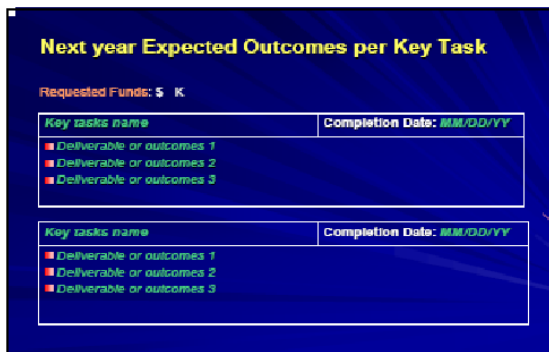 Next year Expected Outcomes per Key Task
Requested Funds: $ K
Key tasks name Completion Date: MM/DD/YY
Deliverable or outcomes 1
Deliverable or outcomes 2
Deliverable or outcomes 3
Key tasks name Completion Date: MM/DD/YY
Deliverable or outcomes 1
Deliverable or outcomes 2
Deliverable or outcomes 3